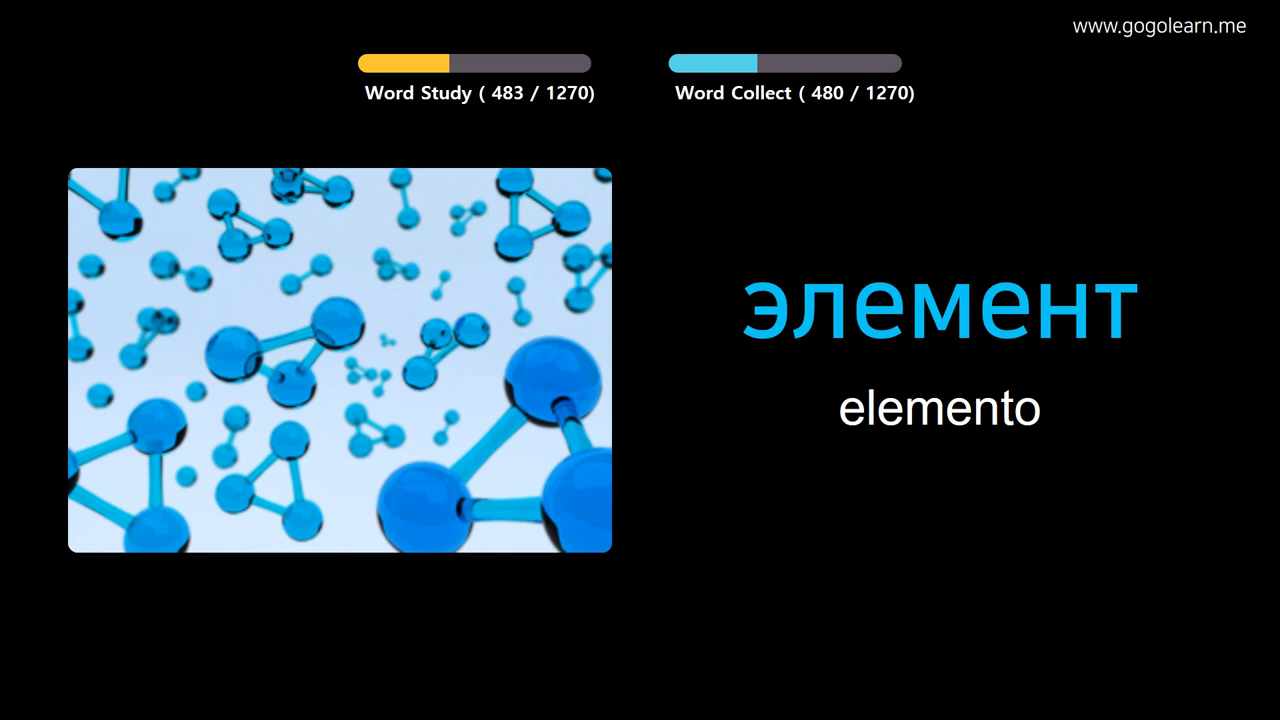 www.gogolearn.me
Word Study ( 483 / 1270)
Word Collect ( 480 / 1270)
элемент
elemento